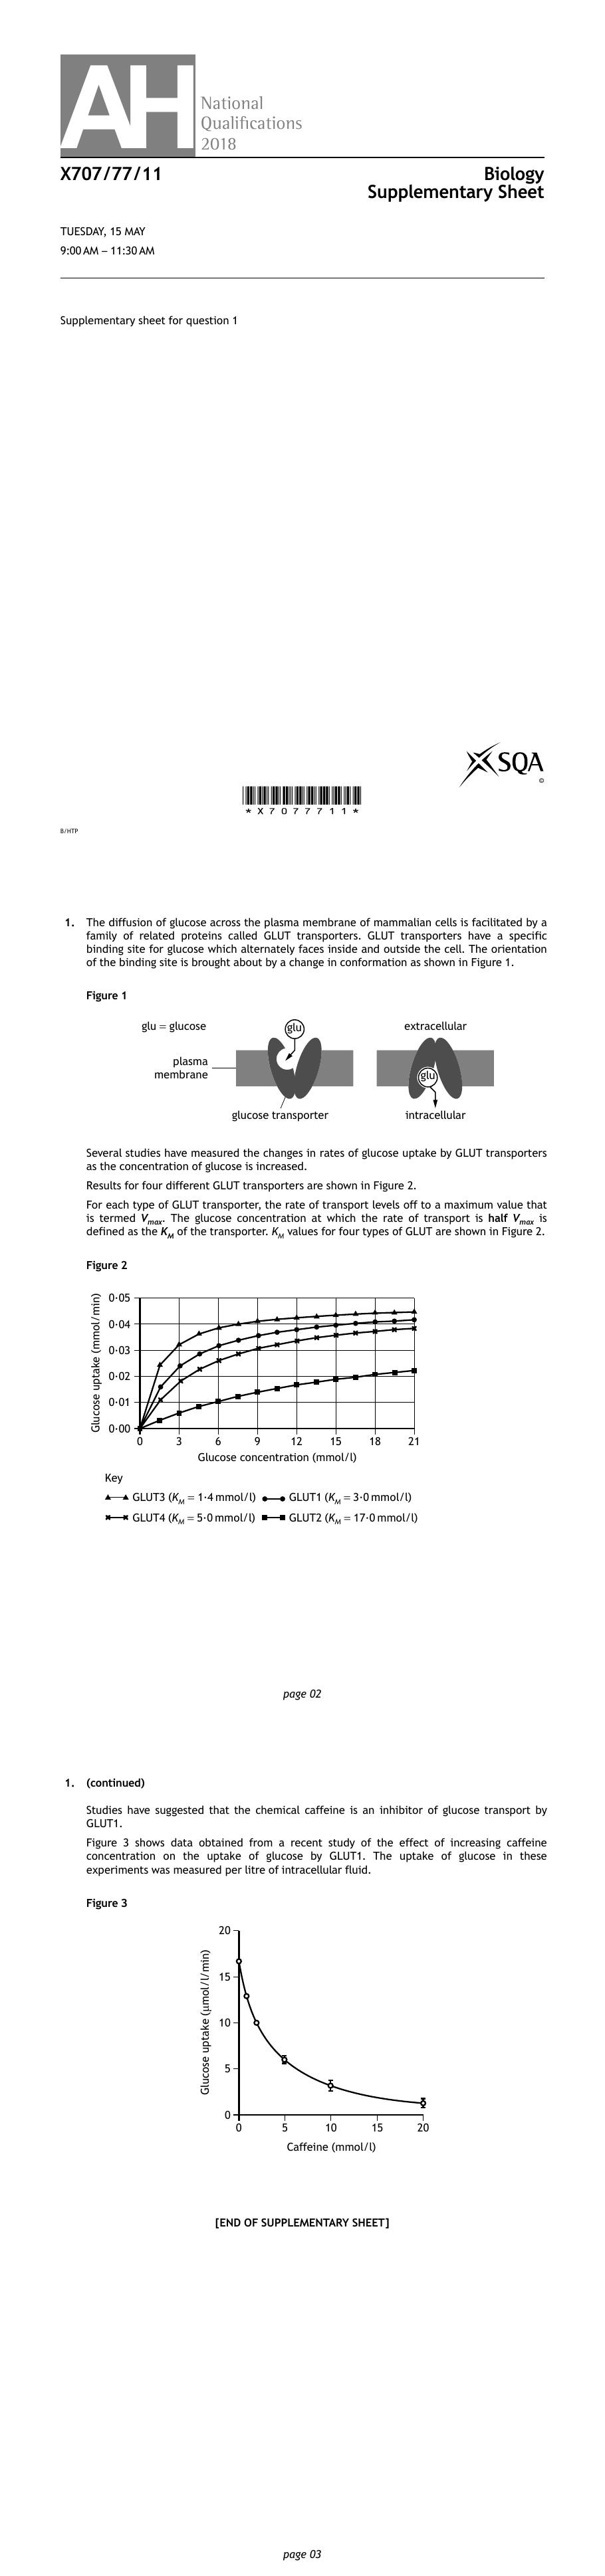 AH
National
Qualifications
2018
X707/77/11
Biology
Supplementary Sheet
TUESDAY, 15 MAY
9:00 AM – 11:30 AM
Supplementary sheet for question 1
SQA
©
*X7077711*
B/HTP
1. The diffusion of glucose across the plasma membrane of mammalian cells is facilitated by a
family of related proteins called GLUT transporters. GLUT transporters have a specific
binding site for glucose which alternately faces inside and outside the cell. The orientation
of the binding site is brought about by a change in conformation as shown in Figure 1.
Figure 1
glu = glucose
glu
extracellular
plasma
membrane
glu
glucose transporter
intracellular
Several studies have measured the changes in rates of glucose uptake by GLUT transporters
as the concentration of glucose is increased.
Results for four different GLUT transporters are shown in Figure 2.
For each type of GLUT transporter, the rate of transport levels off to a maximum value that
is termed Vmax. The glucose concentration at which the rate of transport is half Vmax is
defined as the KM of the transporter. KM values for four types of GLUT are shown in Figure 2.
Figure 2
Glucose uptake (mmol/min)
0·05
0·04
0·03
0·02
0·01
0·00
0 3 6 9 12 15 18 21
Glucose concentration (mmol/l)
Key
GLUT3 (KM = 1·4 mmol/l) GLUT1 (KM = 3·0 mmol/l)
GLUT4 (KM = 5·0 mmol/l) GLUT2 (KM = 17·0 mmol/l)
page 02
1. (continued)
Studies have suggested that the chemical caffeine is an inhibitor of glucose transport by
GLUT1.
Figure 3 shows data obtained from a recent study of the effect of increasing caffeine
concentration on the uptake of glucose by GLUT1. The uptake of glucose in these
experiments was measured per litre of intracellular fluid.
Figure 3
Glucose uptake (μmol/l/min)
20
15
10
5
0
0 5 10 15 20
Caffeine (mmol/l)
[END OF SUPPLEMENTARY SHEET]
page 03